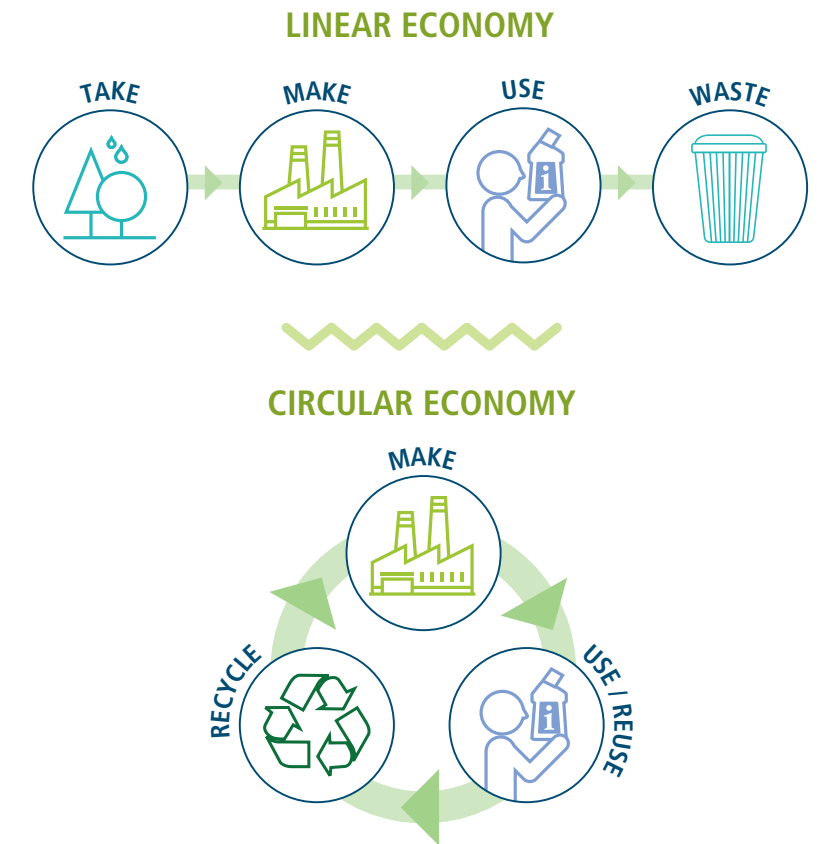 LINEAR ECONOMY
TAKE
MAKE
USE
WASTE
i
CIRCULAR ECONOMY
MAKE
RECYCLE
USE / REUSE
i